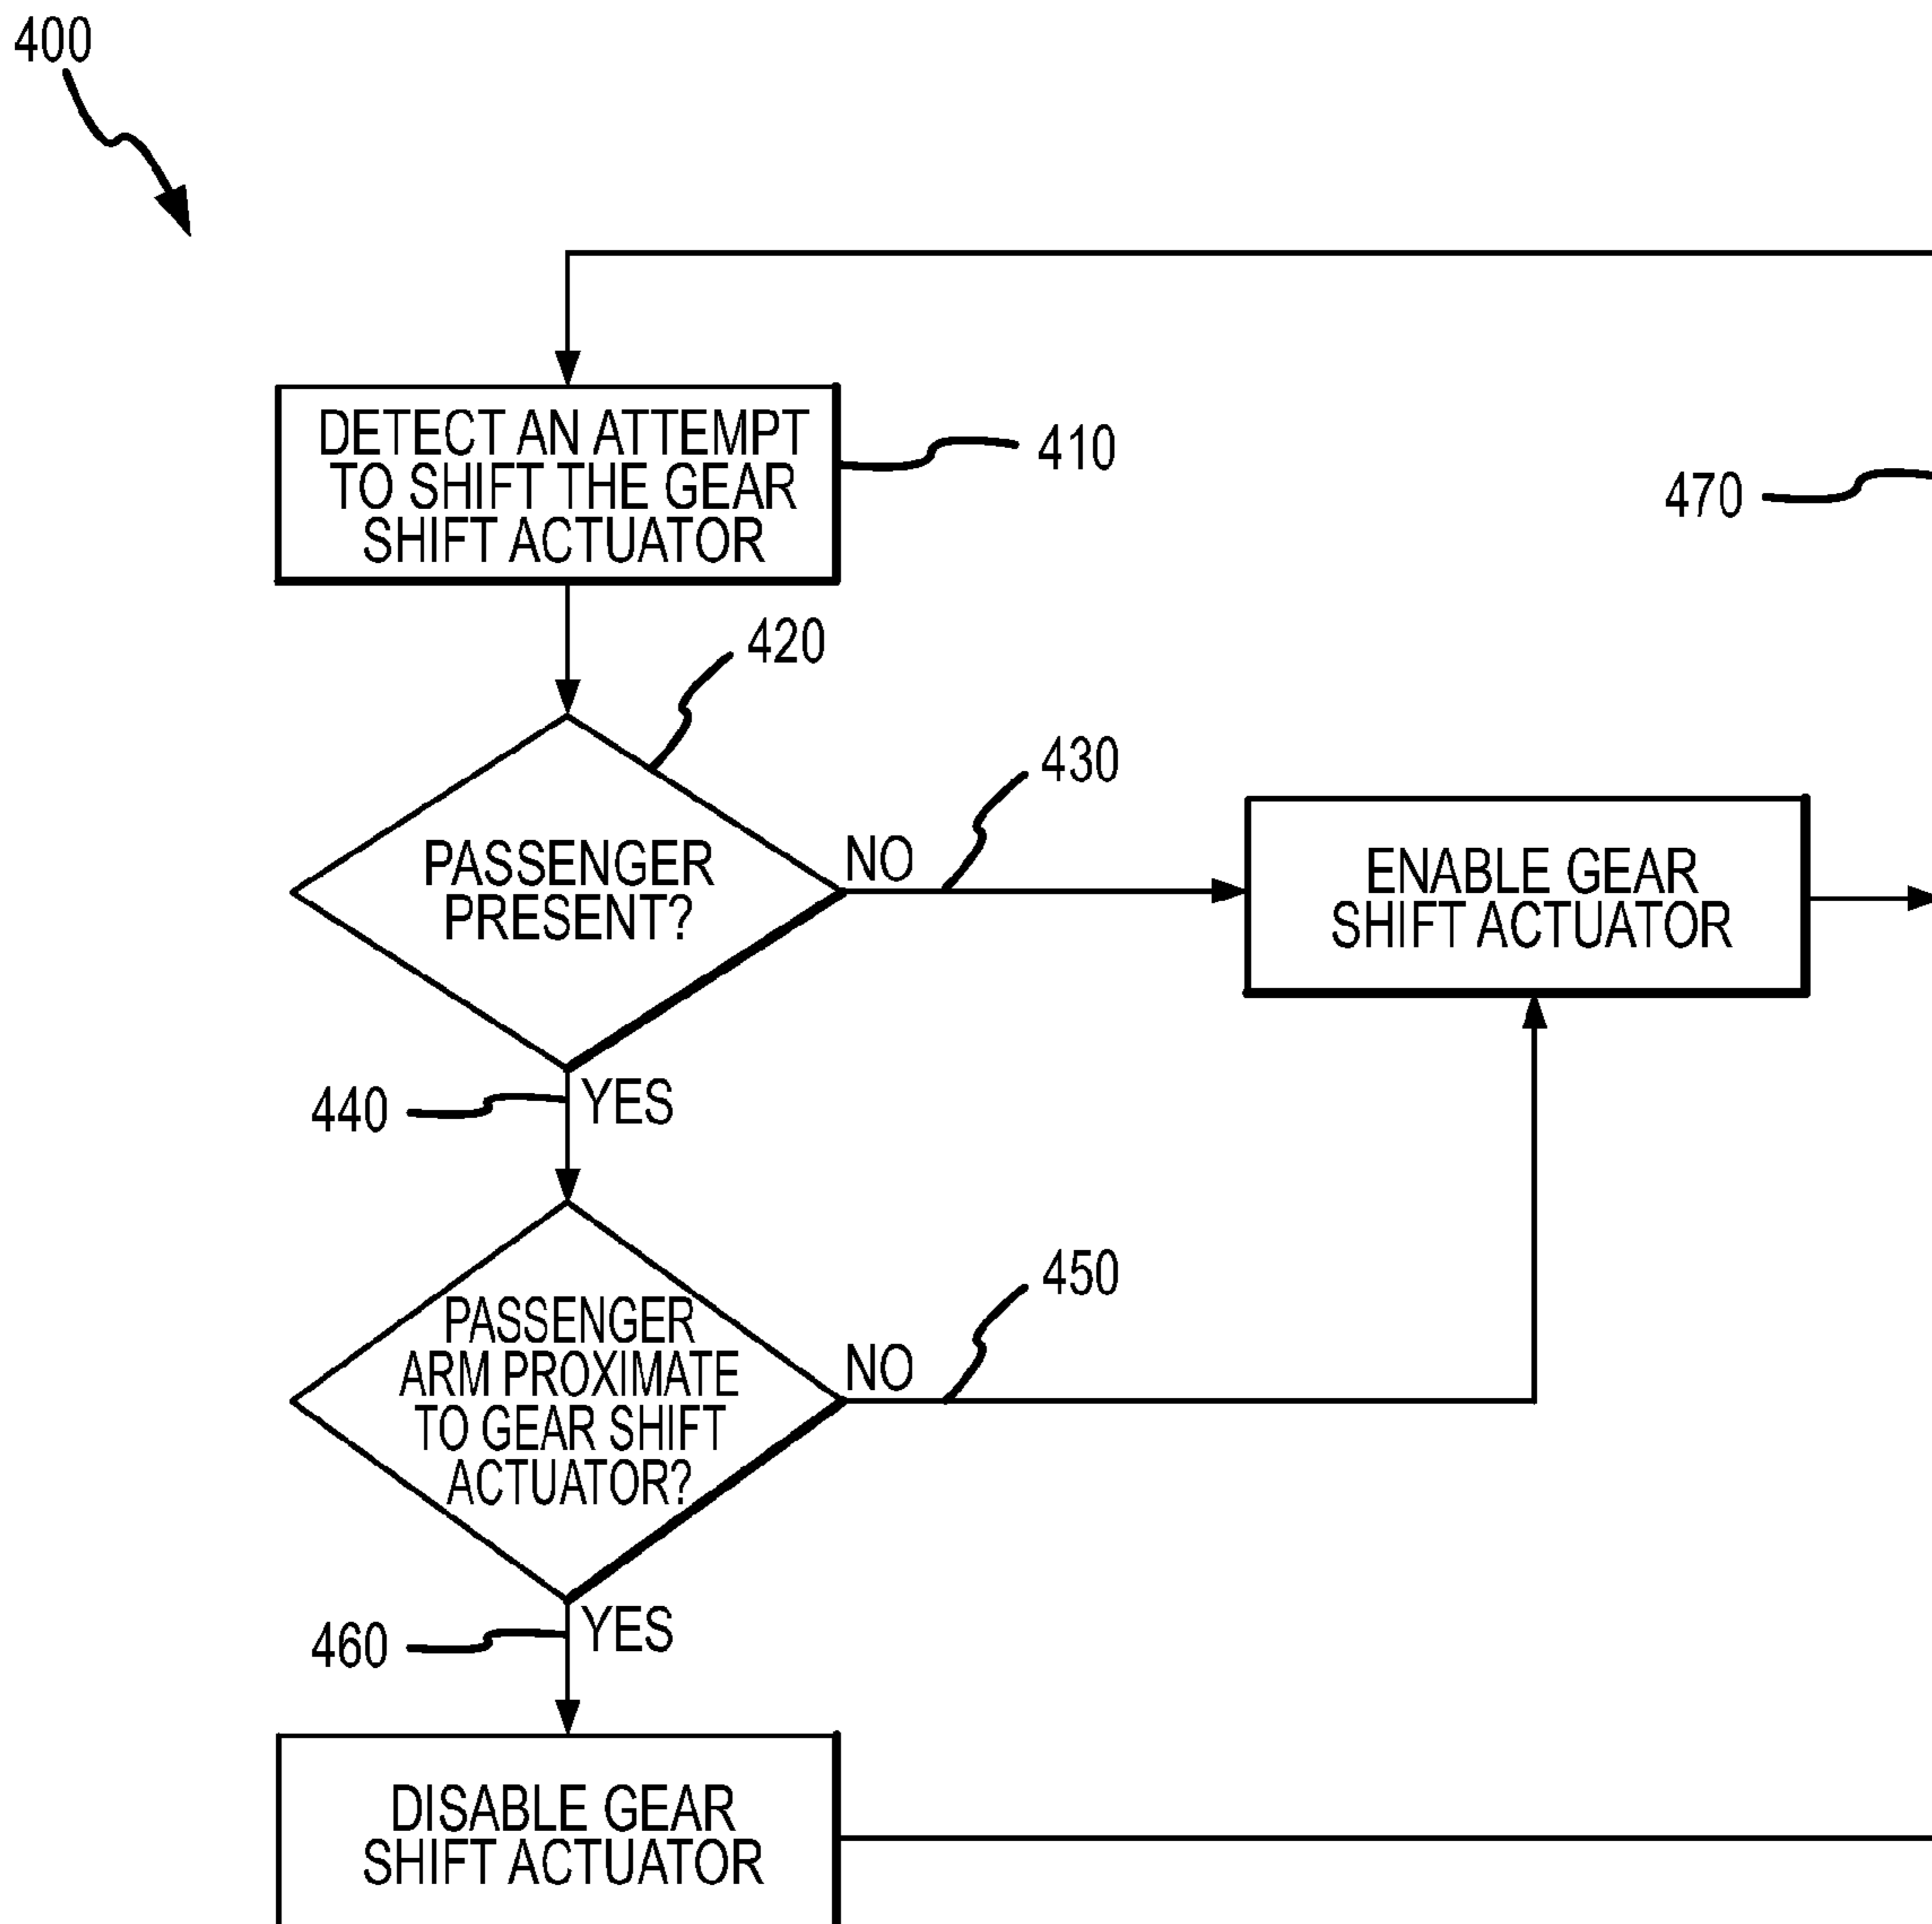 400
DETECT AN ATTEMPT
TO SHIFT THE GEAR
SHIFT ACTUATOR
410
470
420
430
PASSENGER
PRESENT?
NO
ENABLE GEAR
SHIFT ACTUATOR
440
YES
450
PASSENGER
ARM PROXIMATE
TO GEAR SHIFT
ACTUATOR?
NO
460
YES
DISABLE GEAR
SHIFT ACTUATOR